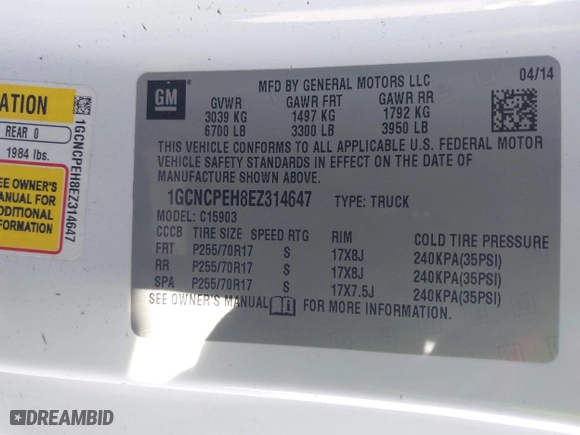 ATION
REAR 0
1984 lbs.
SEE OWNER'S
MANUAL FOR
ADDITIONAL
INFORMATION
1GCNCPEH8EZ314647
GM
MFD BY GENERAL MOTORS LLC
04/14
GVWR GAWR FRT GAWR RR
3039 KG 1497 KG 1792 KG
6700 LB 3300 LB 3950 LB
THIS VEHICLE CONFORMS TO ALL APPLICABLE U.S. FEDERAL MOTOR
VEHICLE SAFETY STANDARDS IN EFFECT ON THE DATE OF
MANUFACTURE SHOWN ABOVE.
1GCNCPEH8EZ314647 TYPE: TRUCK
MODEL: C15903
CCCB TIRE SIZE SPEED RTG RIM COLD TIRE PRESSURE
FRT P255/70R17 S 17X8J 240KPA(35PSI)
RR P255/70R17 S 17X8J 240KPA(35PSI)
SPA P255/70R17 S 17X7.5J 240KPA(35PSI)
SEE OWNER'S MANUAL FOR MORE INFORMATION.
DREAMBID